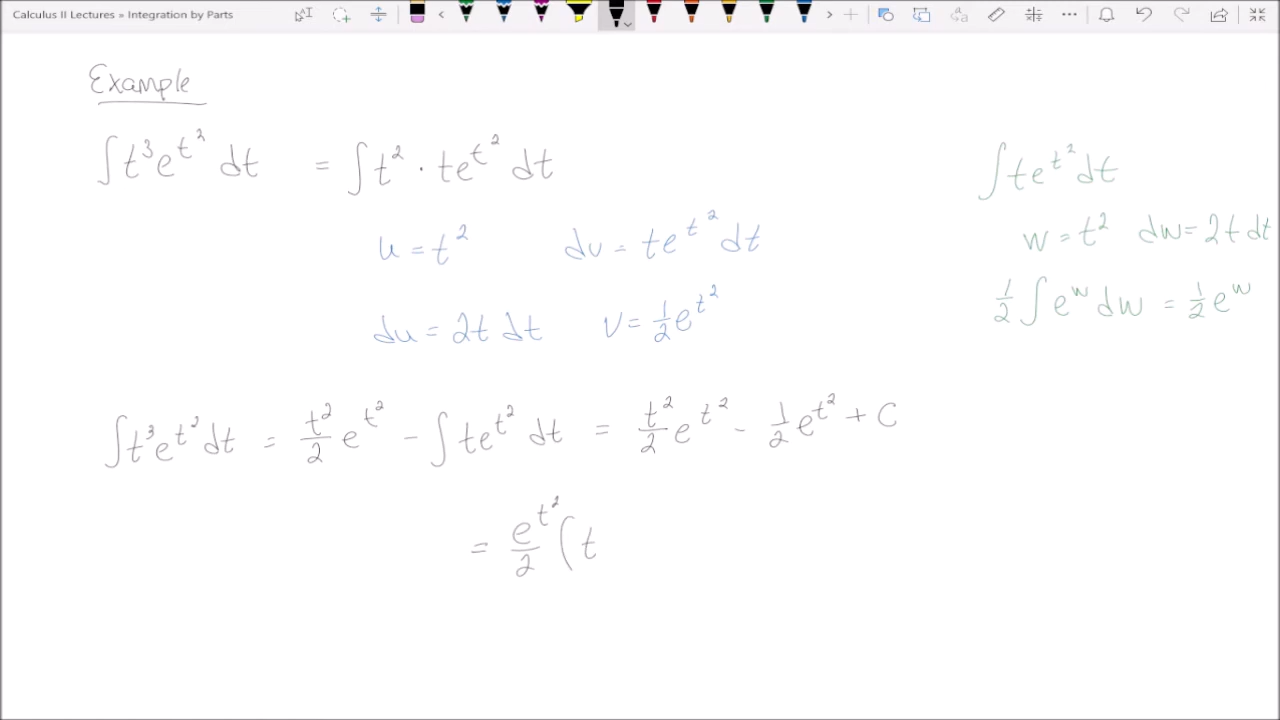 Calculus II Lectures » Integration by Parts
Example
∫t³e^{t²} dt = ∫t² · te^{t²} dt
∫te^{t²} dt
u = t² dv = te^{t²} dt
w = t² dw = 2t dt
du = 2t dt v = ½e^{t²}
½ ∫e^w dw = ½e^w
∫t³e^{t²} dt = t²/2 e^{t²} - ∫te^{t²} dt = t²/2 e^{t²} - ½e^{t²} + C
= e^{t²}/2 (t